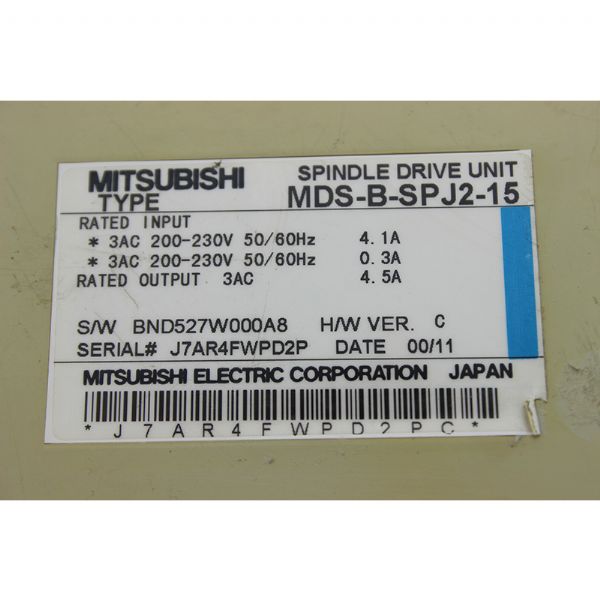 MITSUBISHI SPINDLE DRIVE UNIT
TYPE MDS-B-SPJ2-15
RATED INPUT
* 3AC 200-230V 50/60Hz 4.1A
* 3AC 200-230V 50/60Hz 0.3A
RATED OUTPUT 3AC 4.5A
S/W BND527W000A8 H/W VER. C
SERIAL# J7AR4FWPD2P DATE 00/11
MITSUBISHI ELECTRIC CORPORATION JAPAN
* J 7 A R 4 F W P D 2 P C *